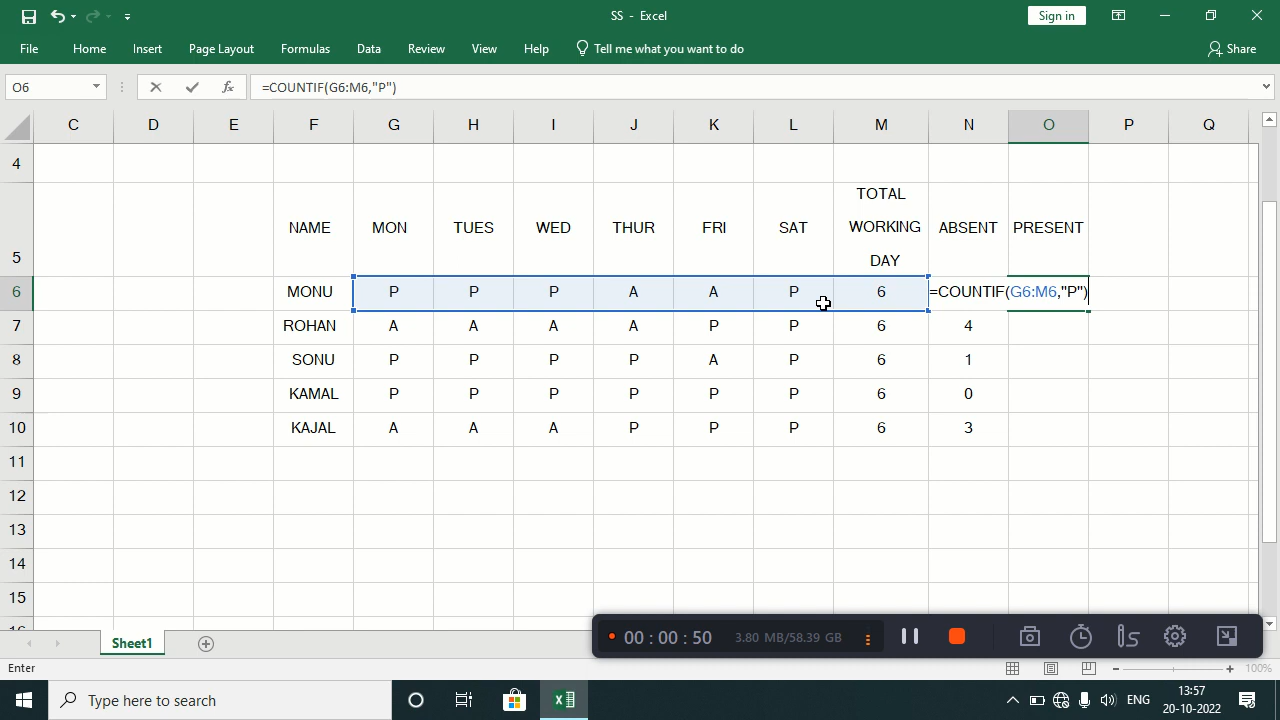 SS - Excel
Sign in
File Home Insert Page Layout Formulas Data Review View Help Tell me what you want to do Share
O6 fx =COUNTIF(G6:M6,"P")
C D E F G H I J K L M N O P Q
4
5 NAME MON TUES WED THUR FRI SAT TOTAL WORKING DAY ABSENT PRESENT
6 MONU P P P A A P 6 =COUNTIF(G6:M6,"P")
7 ROHAN A A A A P P 6 4
8 SONU P P P P A P 6 1
9 KAMAL P P P P P P 6 0
10 KAJAL A A A P P P 6 3
11
12
13
14
15
16
00 : 00 : 50 3.80 MB/58.39 GB
Sheet1
Enter 100%
Type here to search
ENG
13:57
20-10-2022